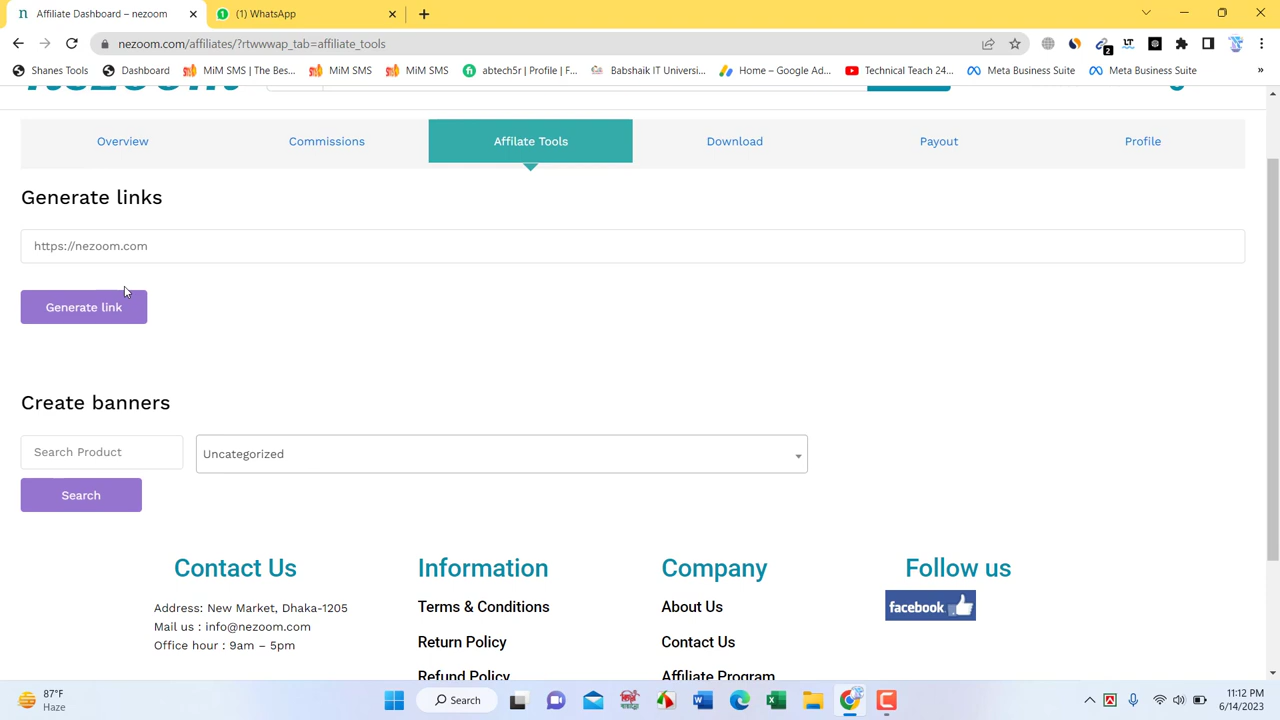 n Affiliate Dashboard – nezoom
(1) WhatsApp
nezoom.com/affiliates/?rtwwwap_tab=affiliate_tools
2
LT
Shanes Tools
Dashboard
MiM SMS | The Bes...
MiM SMS
MiM SMS
abtech5r | Profile | F...
Babshaik IT Universi...
Home – Google Ad...
Technical Teach 24...
Meta Business Suite
Meta Business Suite
»
nezoom
Overview
Commissions
Affilate Tools
Download
Payout
Profile
Generate links
https://nezoom.com
Generate link
Create banners
Search Product
Uncategorized
Search
Contact Us
Address: New Market, Dhaka-1205
Mail us : info@nezoom.com
Office hour : 9am – 5pm
Information
Terms & Conditions
Return Policy
Refund Policy
Company
About Us
Contact Us
Affiliate Program
Follow us
facebook
87°F
Haze
Search
11:12 PM
6/14/2023